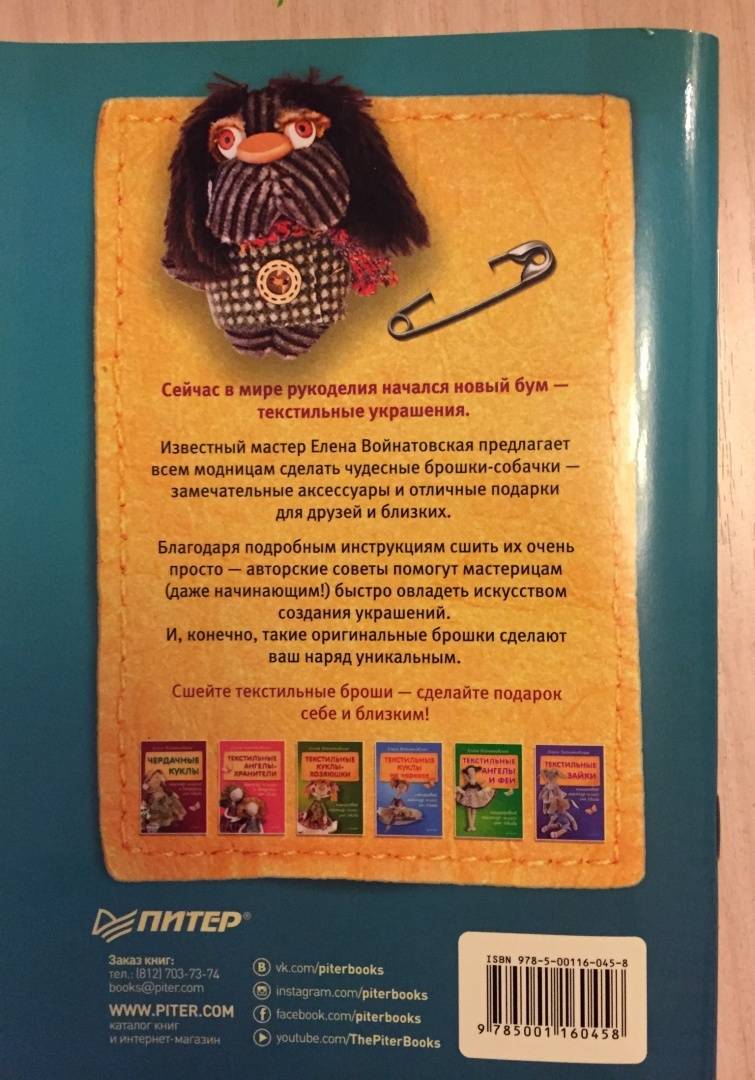 Сейчас в мире рукоделия начался новый бум —
текстильные украшения.
Известный мастер Елена Войнатовская предлагает
всем модницам сделать чудесные брошки-собачки —
замечательные аксессуары и отличные подарки
для друзей и близких.
Благодаря подробным инструкциям сшить их очень
просто — авторские советы помогут мастерицам
(даже начинающим!) быстро овладеть искусством
создания украшений.
И, конечно, такие оригинальные брошки сделают
ваш наряд уникальным.
Сшейте текстильные броши — сделайте подарок
себе и близким!
ЧЕРДАЧНЫЕ
КУКЛЫ
ТЕКСТИЛЬНЫЕ
АНГЕЛЫ-
ХРАНИТЕЛИ
ТЕКСТИЛЬНЫЕ
КУКЛЫ-
ХОЗЯЮШКИ
ТЕКСТИЛЬНЫЕ
КУКЛЫ
на каркасе
ТЕКСТИЛЬНЫЕ
АНГЕЛЫ
И ФЕИ
ТЕКСТИЛЬНЫЕ
ЗАЙКИ
ПИТЕР®
Заказ книг:
тел.: (812) 703-73-74
books@piter.com
WWW.PITER.COM
каталог книг
и интернет-магазин
vk.com/piterbooks
instagram.com/piterbooks
facebook.com/piterbooks
youtube.com/ThePiterBooks
ISBN 978-5-00116-045-8
9 785001 160458